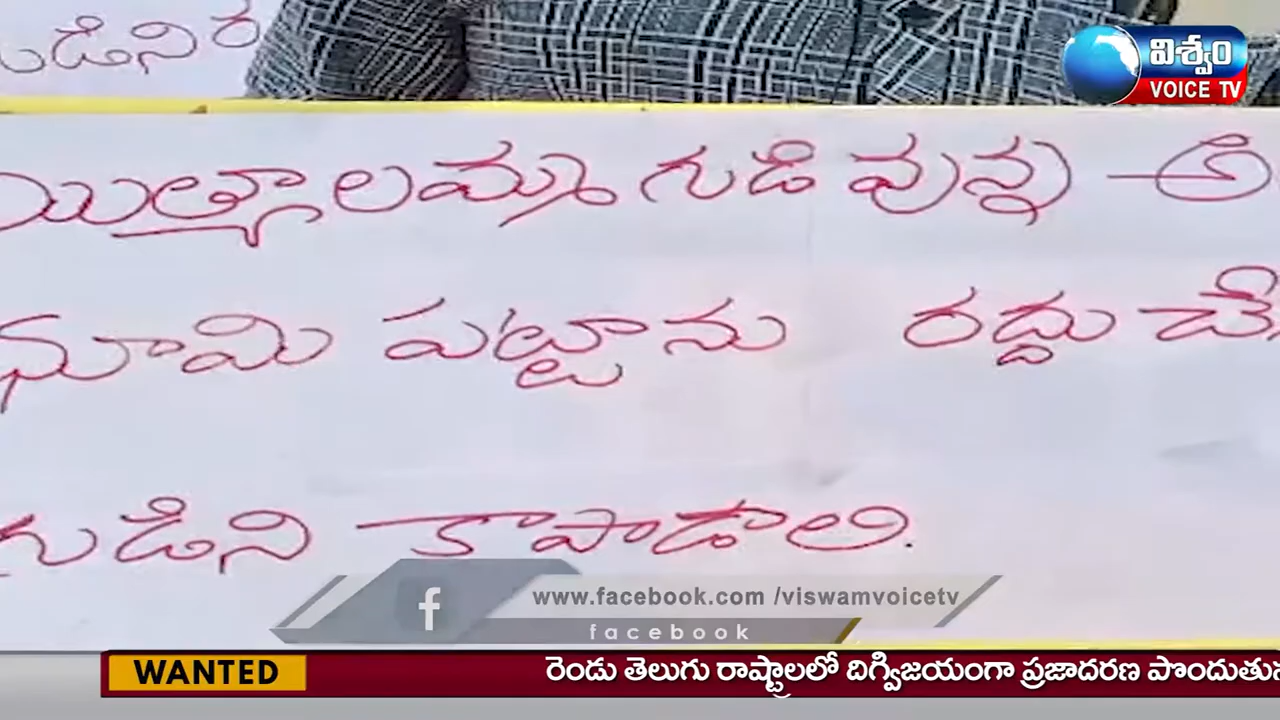 గుడిని
విశ్వం
VOICE TV
ముత్యాలమ్మ గుడి వున్న
భూమి పట్టాను రద్దు
గుడిని కాపాడాలి.
www.facebook.com /viswamvoicetv
facebook
WANTED రెండు తెలుగు రాష్ట్రాలలో దిగ్విజయంగా ప్రజాదరణ